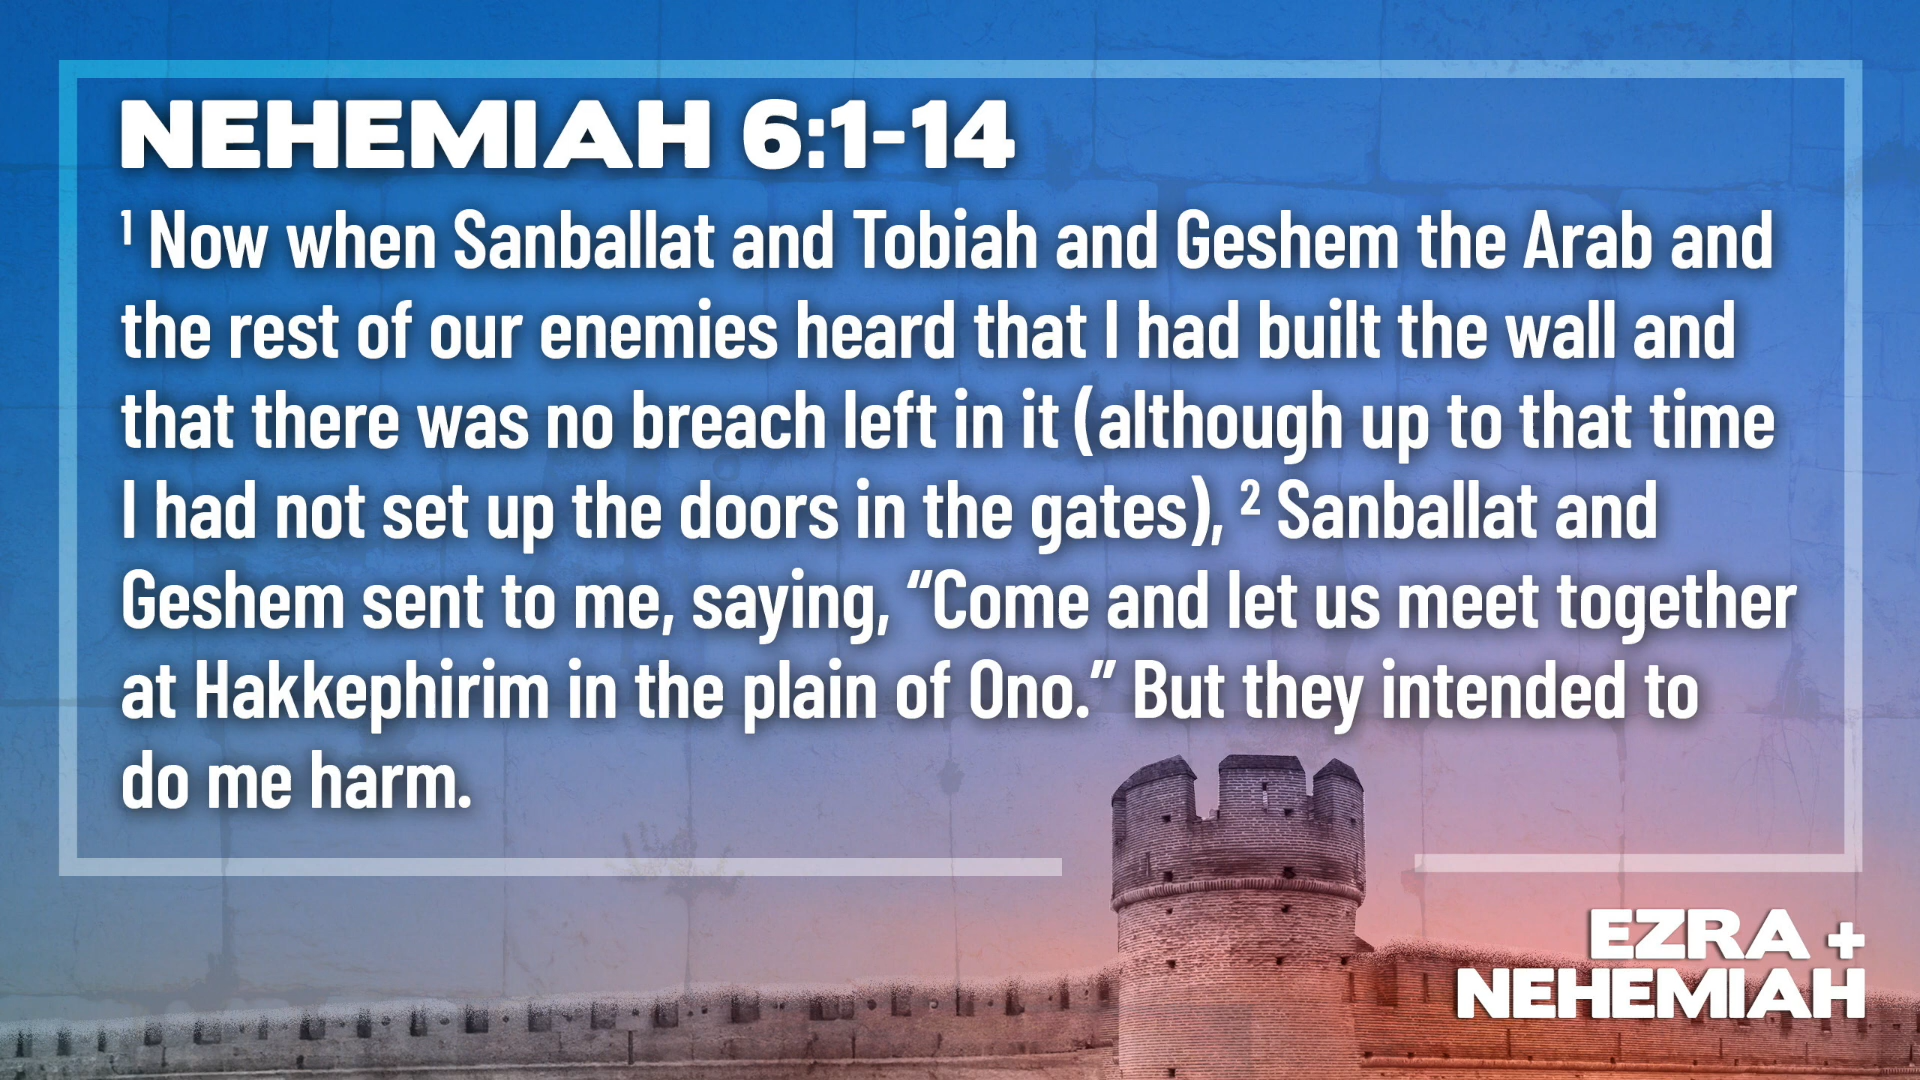 NEHEMIAH 6:1-14
¹ Now when Sanballat and Tobiah and Geshem the Arab and
the rest of our enemies heard that I had built the wall and
that there was no breach left in it (although up to that time
I had not set up the doors in the gates), ² Sanballat and
Geshem sent to me, saying, “Come and let us meet together
at Hakkephirim in the plain of Ono.” But they intended to
do me harm.
EZRA +
NEHEMIAH